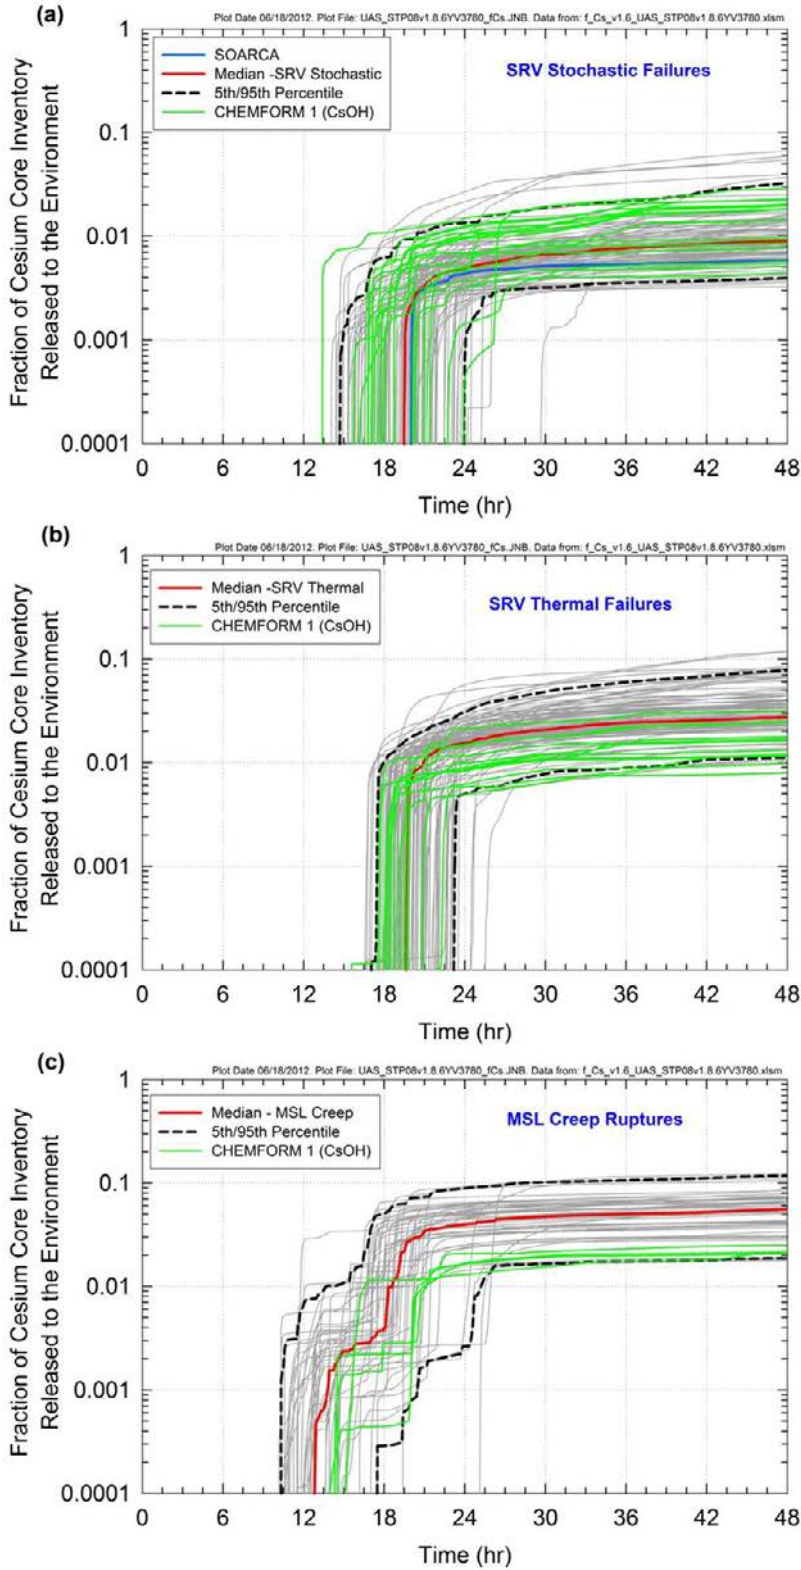 (a)
Plot Date 06/18/2012. Plot File: UAS_STP08v1.8.6YV3780_fCs.JNB. Data from: f_Cs_v1.6_UAS_STP08v1.8.6YV3780.xlsm
SOARCA
Median -SRV Stochastic
5th/95th Percentile
CHEMFORM 1 (CsOH)
SRV Stochastic Failures
Fraction of Cesium Core Inventory
Released to the Environment
1
0.1
0.01
0.001
0.0001
0 6 12 18 24 30 36 42 48
Time (hr)
(b)
Plot Date 06/18/2012. Plot File: UAS_STP08v1.8.6YV3780_fCs.JNB. Data from: f_Cs_v1.6_UAS_STP08v1.8.6YV3780.xlsm
Median -SRV Thermal
5th/95th Percentile
CHEMFORM 1 (CsOH)
SRV Thermal Failures
Fraction of Cesium Core Inventory
Released to the Environment
1
0.1
0.01
0.001
0.0001
0 6 12 18 24 30 36 42 48
Time (hr)
(c)
Plot Date 06/18/2012. Plot File: UAS_STP08v1.8.6YV3780_fCs.JNB. Data from: f_Cs_v1.6_UAS_STP08v1.8.6YV3780.xlsm
Median - MSL Creep
5th/95th Percentile
CHEMFORM 1 (CsOH)
MSL Creep Ruptures
Fraction of Cesium Core Inventory
Released to the Environment
1
0.1
0.01
0.001
0.0001
0 6 12 18 24 30 36 42 48
Time (hr)